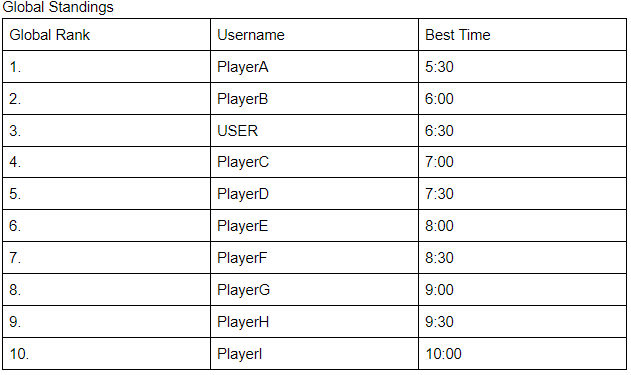 Global Standings
Global Rank Username Best Time
1. PlayerA 5:30
2. PlayerB 6:00
3. USER 6:30
4. PlayerC 7:00
5. PlayerD 7:30
6. PlayerE 8:00
7. PlayerF 8:30
8. PlayerG 9:00
9. PlayerH 9:30
10. PlayerI 10:00